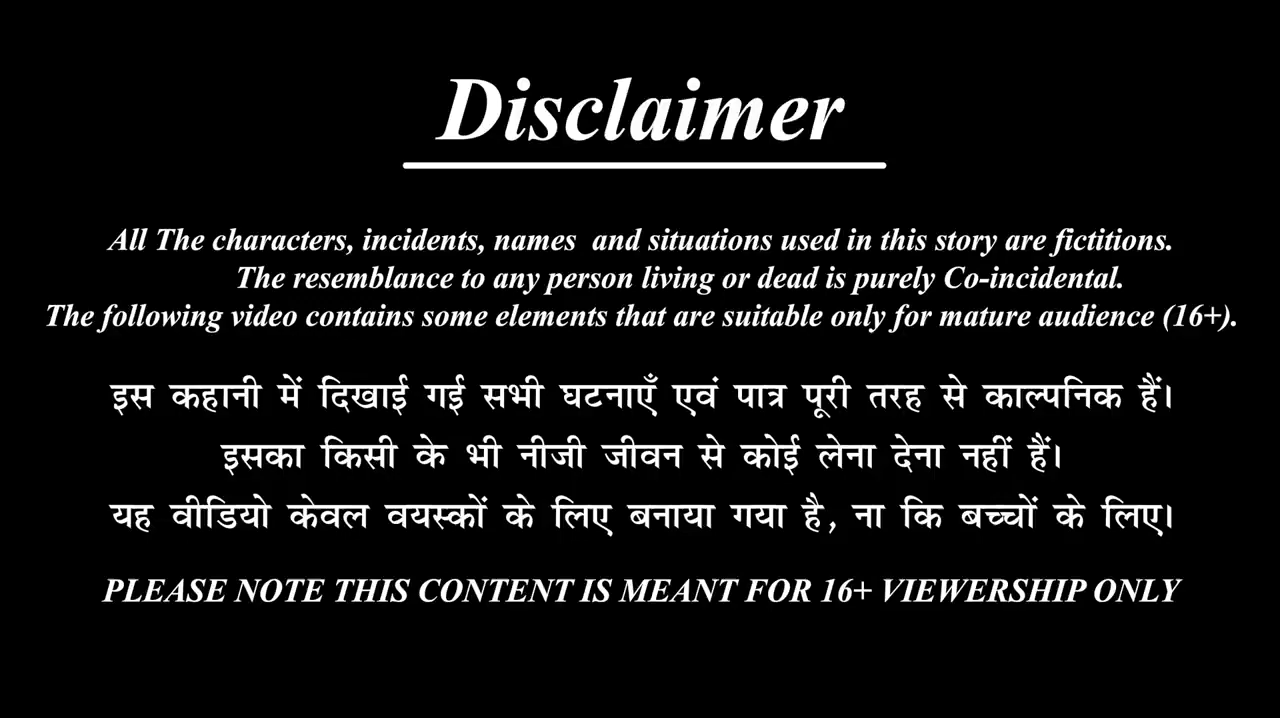 Disclaimer
All The characters, incidents, names and situations used in this story are fictitions.
The resemblance to any person living or dead is purely Co-incidental.
The following video contains some elements that are suitable only for mature audience (16+).
इस कहानी में दिखाई गई सभी घटनाएँ एवं पात्र पूरी तरह से काल्पनिक हैं।
इसका किसी के भी नीजी जीवन से कोई लेना देना नहीं हैं।
यह वीडियो केवल वयस्कों के लिए बनाया गया है, ना कि बच्चों के लिए।
PLEASE NOTE THIS CONTENT IS MEANT FOR 16+ VIEWERSHIP ONLY